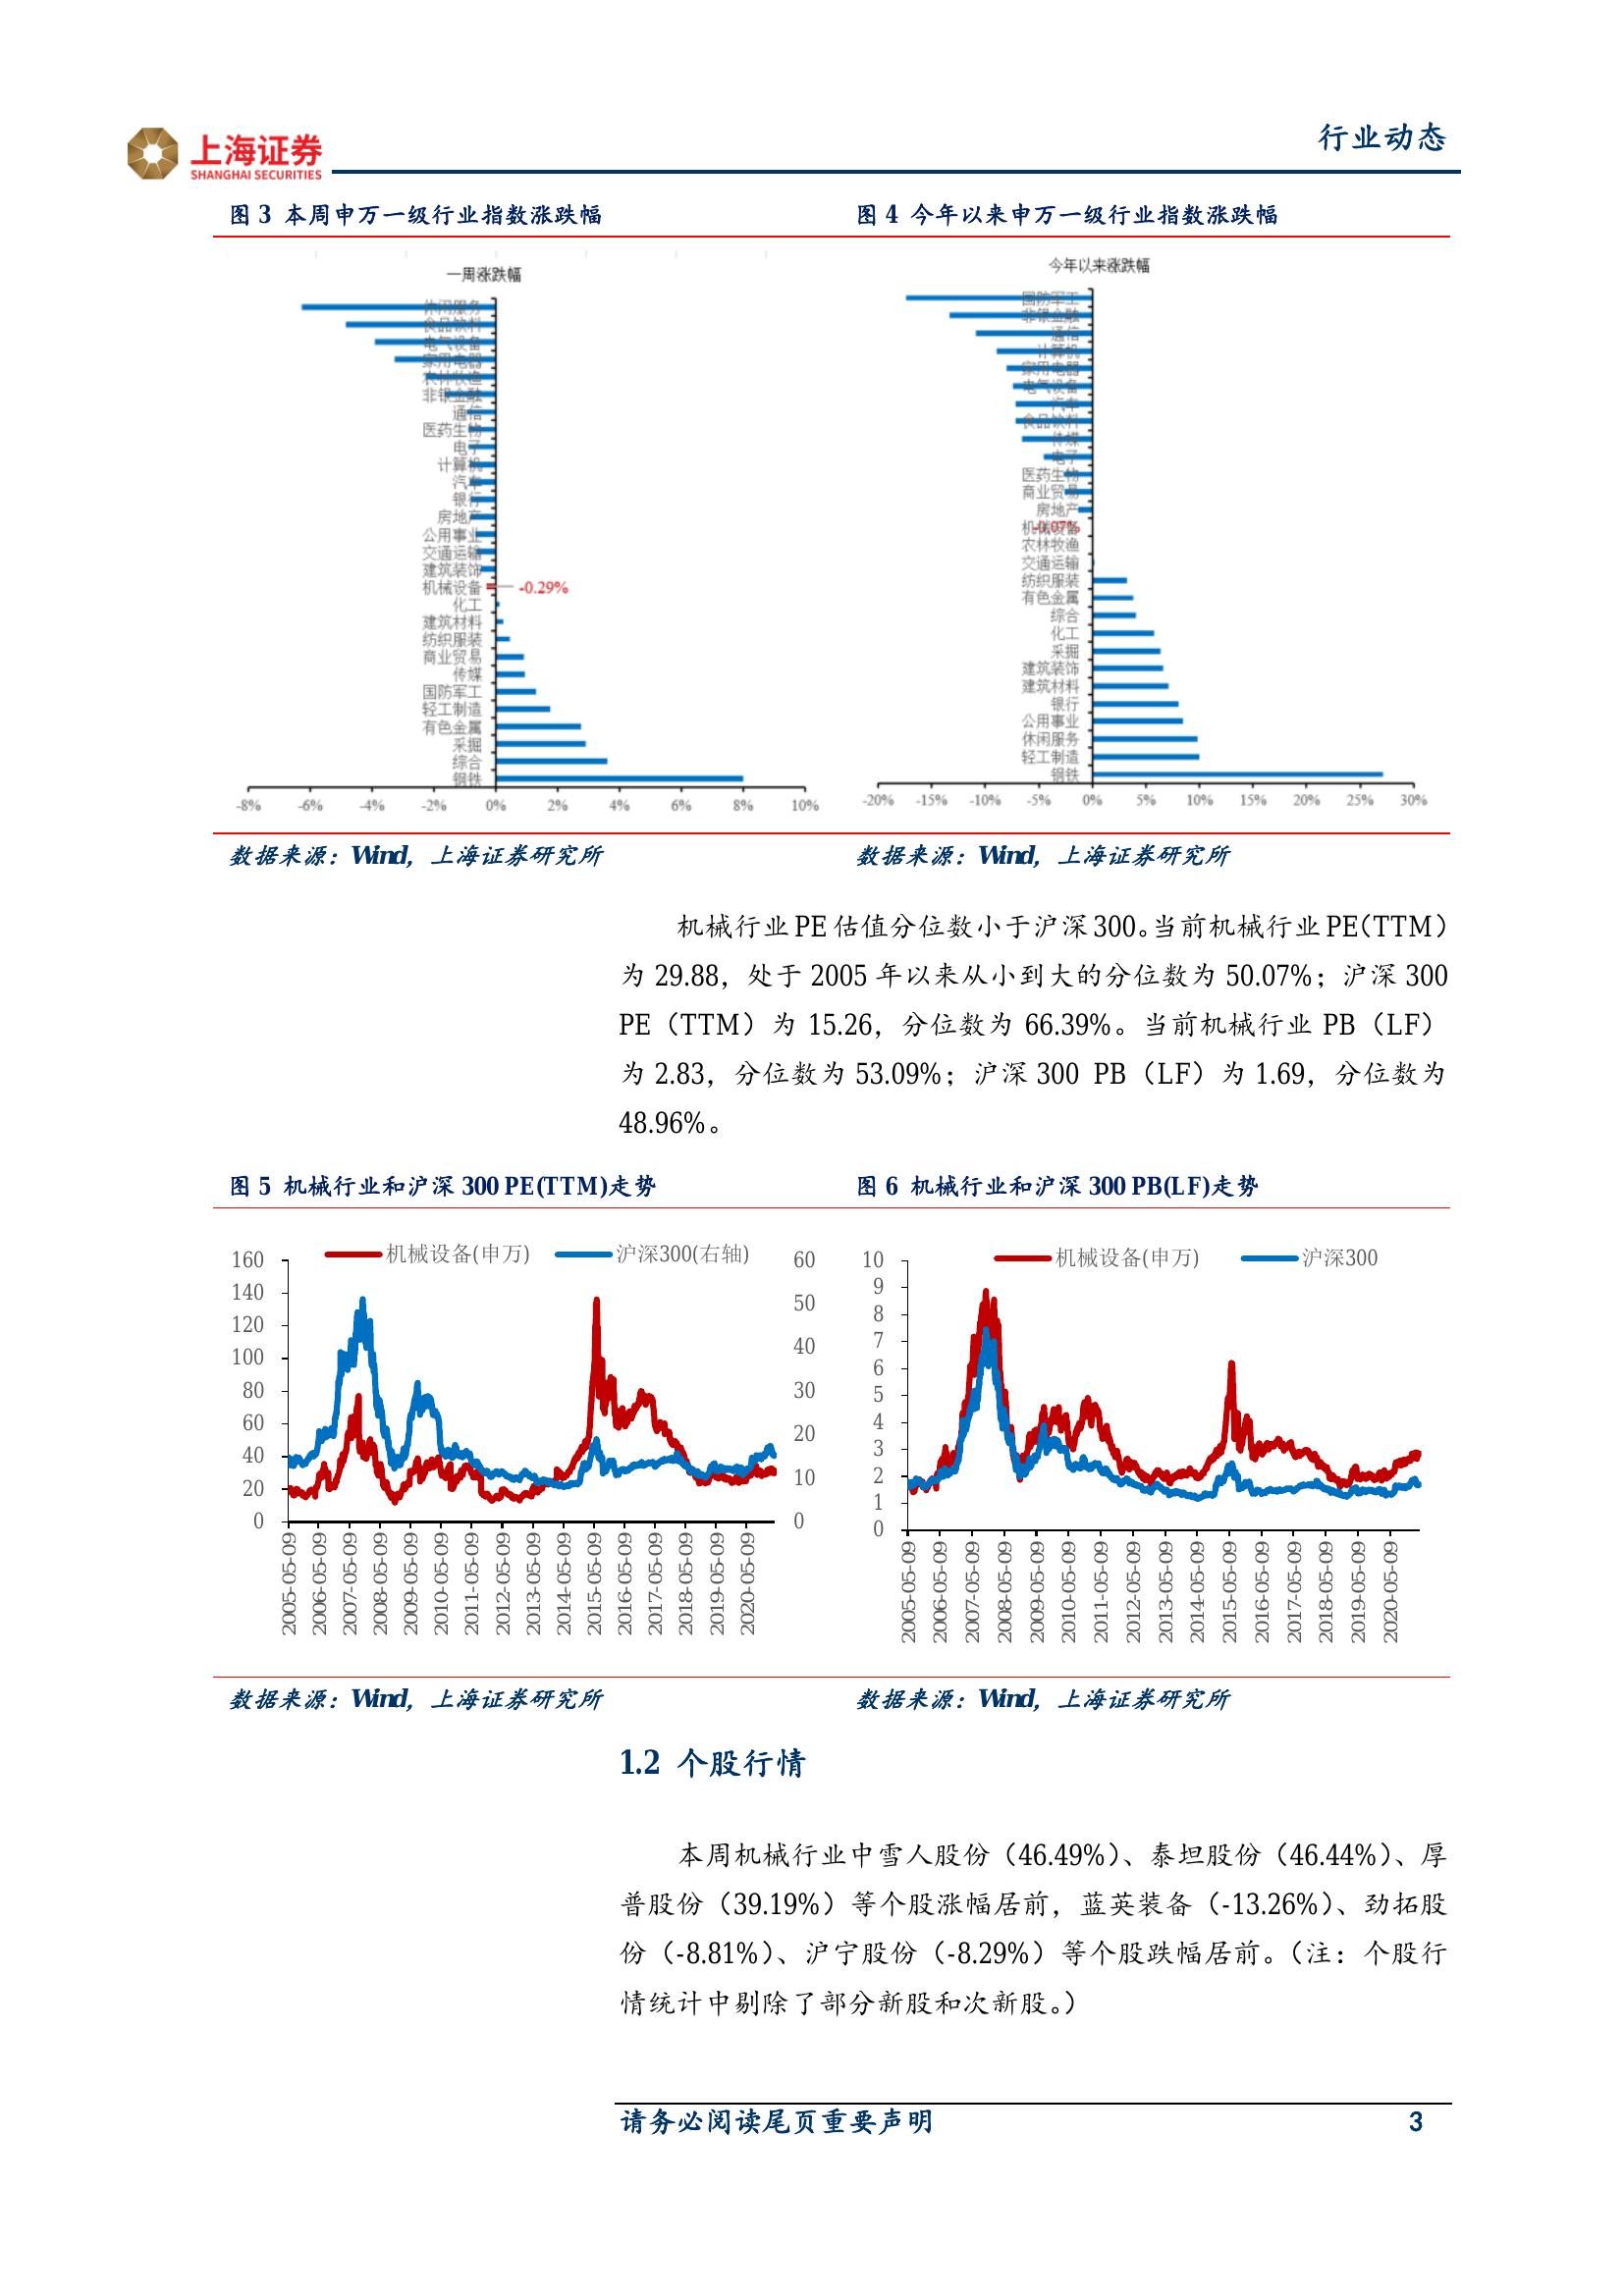 上海证券
SHANGHAI SECURITIES
行业动态
图 3 本周申万一级行业指数涨跌幅
一周涨跌幅
休闲服务
食品饮料
电气设备
家用电器
农林牧渔
非银金融
通信
医药生物
电子
计算机
汽车
银行
房地产
公用事业
交通运输
建筑装饰
机械设备
-0.29%
化工
建筑材料
纺织服装
商业贸易
传媒
国防军工
轻工制造
有色金属
采掘
综合
钢铁
-8% -6% -4% -2% 0% 2% 4% 6% 8% 10%
图 4 今年以来申万一级行业指数涨跌幅
今年以来涨跌幅
国防军工
非银金融
通信
计算机
家用电器
电气设备
汽车
食品饮料
传媒
电子
医药生物
商业贸易
房地产
机械设备
-0.07%
农林牧渔
交通运输
纺织服装
有色金属
综合
化工
采掘
建筑装饰
建筑材料
银行
公用事业
休闲服务
轻工制造
钢铁
-20% -15% -10% -5% 0% 5% 10% 15% 20% 25% 30%
数据来源：Wind，上海证券研究所
数据来源：Wind，上海证券研究所
机械行业 PE 估值分位数小于沪深 300。当前机械行业 PE（TTM）
为 29.88，处于 2005 年以来从小到大的分位数为 50.07%；沪深 300
PE（TTM）为 15.26，分位数为 66.39%。当前机械行业 PB（LF）
为 2.83，分位数为 53.09%；沪深 300 PB（LF）为 1.69，分位数为
48.96%。
图 5 机械行业和沪深 300 PE(TTM)走势
机械设备(申万) 沪深300(右轴)
160
140
120
100
80
60
40
20
0
60
50
40
30
20
10
0
2005-05-09
2006-05-09
2007-05-09
2008-05-09
2009-05-09
2010-05-09
2011-05-09
2012-05-09
2013-05-09
2014-05-09
2015-05-09
2016-05-09
2017-05-09
2018-05-09
2019-05-09
2020-05-09
图 6 机械行业和沪深 300 PB(LF)走势
机械设备(申万) 沪深300
10
9
8
7
6
5
4
3
2
1
0
2005-05-09
2006-05-09
2007-05-09
2008-05-09
2009-05-09
2010-05-09
2011-05-09
2012-05-09
2013-05-09
2014-05-09
2015-05-09
2016-05-09
2017-05-09
2018-05-09
2019-05-09
2020-05-09
数据来源：Wind，上海证券研究所
数据来源：Wind，上海证券研究所
1.2 个股行情
本周机械行业中雪人股份（46.49%）、泰坦股份（46.44%）、厚
普股份（39.19%）等个股涨幅居前，蓝英装备（-13.26%）、劲拓股
份（-8.81%）、沪宁股份（-8.29%）等个股跌幅居前。（注：个股行
情统计中剔除了部分新股和次新股。）
请务必阅读尾页重要声明
3